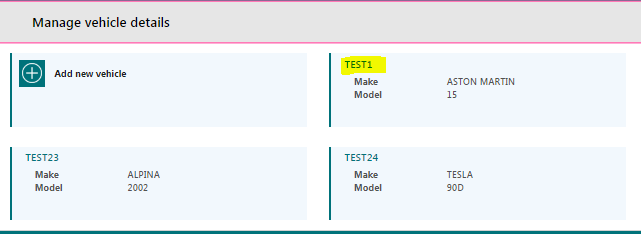 Manage vehicle details
Add new vehicle
TEST1
Make ASTON MARTIN
Model 15
TEST23
Make ALPINA
Model 2002
TEST24
Make TESLA
Model 90D